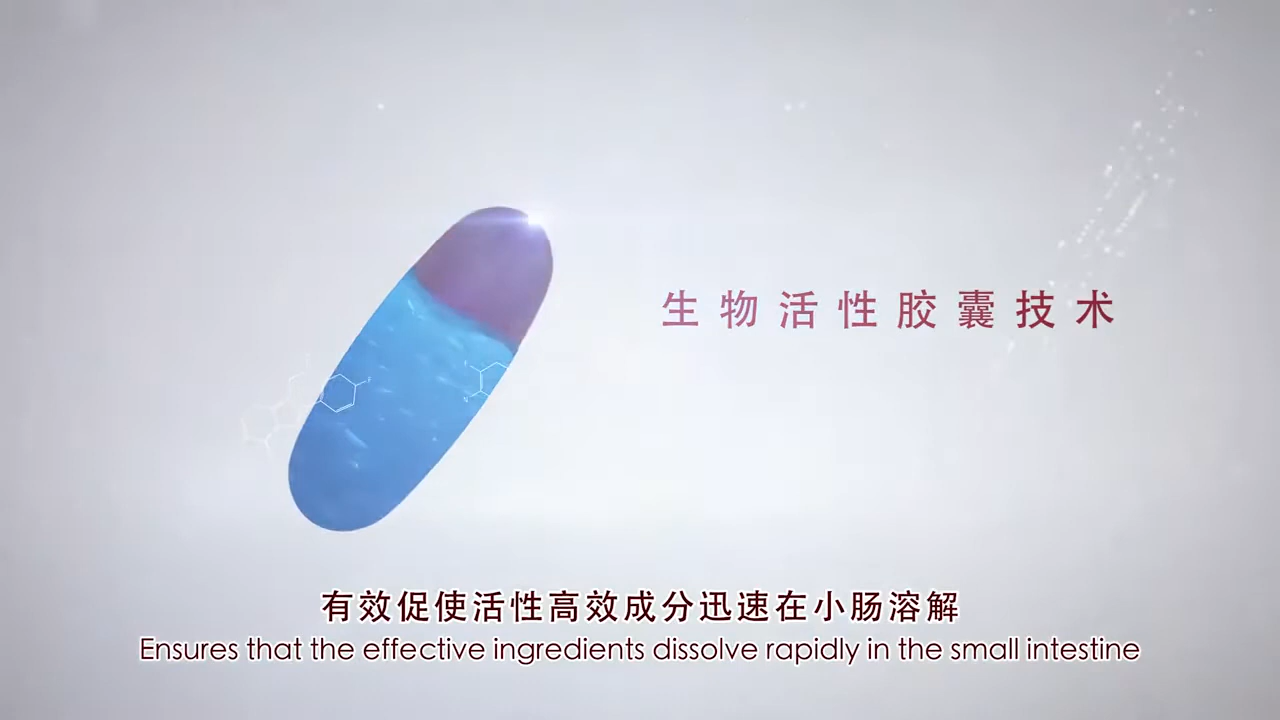 生物活性胶囊技术
有效促使活性高效成分迅速在小肠溶解
Ensures that the effective ingredients dissolve rapidly in the small intestine